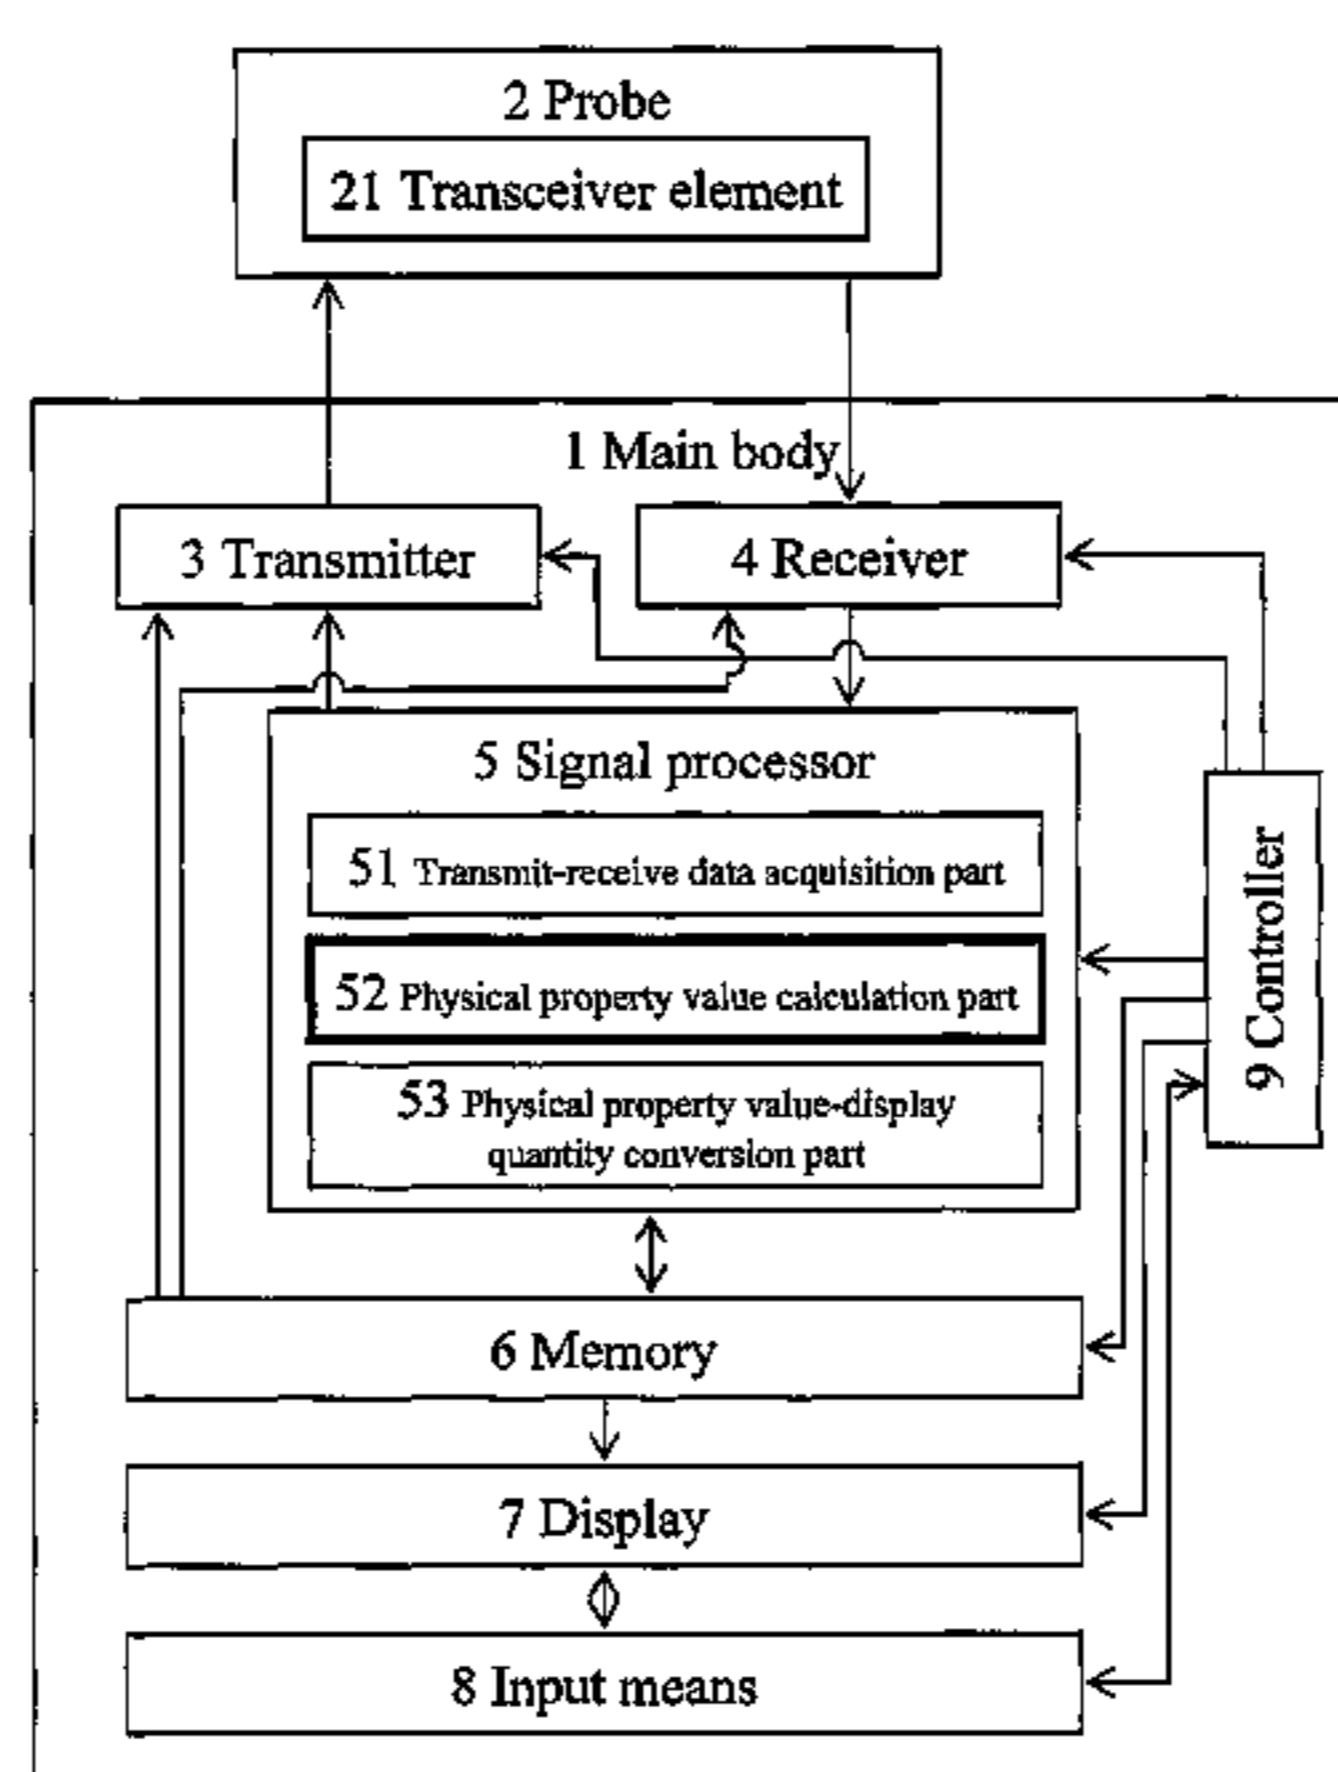 2 Probe
21 Transceiver element
1 Main body
3 Transmitter
4 Receiver
5 Signal processor
51 Transmit-receive data acquisition part
52 Physical property value calculation part
53 Physical property value-display
quantity conversion part
9 Controller
6 Memory
7 Display
8 Input means